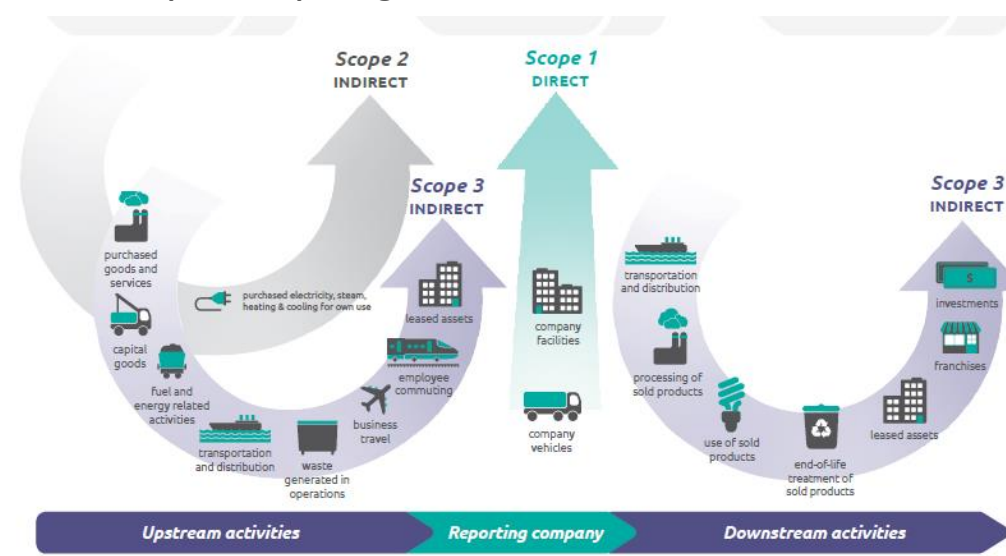 Scope 2
INDIRECT
Scope 1
DIRECT
Scope 3
INDIRECT
Scope 3
INDIRECT
purchased
goods and
services
capital
goods
fuel and
energy related
activities
transportation
and distribution
waste
generated in
operations
business
travel
employee
commuting
leased assets
purchased electricity, steam,
heating & cooling for own use
company
facilities
company
vehicles
transportation
and distribution
processing of
sold products
use of sold
products
end-of-life
treatment of
sold products
leased assets
franchises
$
investments
Upstream activities
Reporting company
Downstream activities